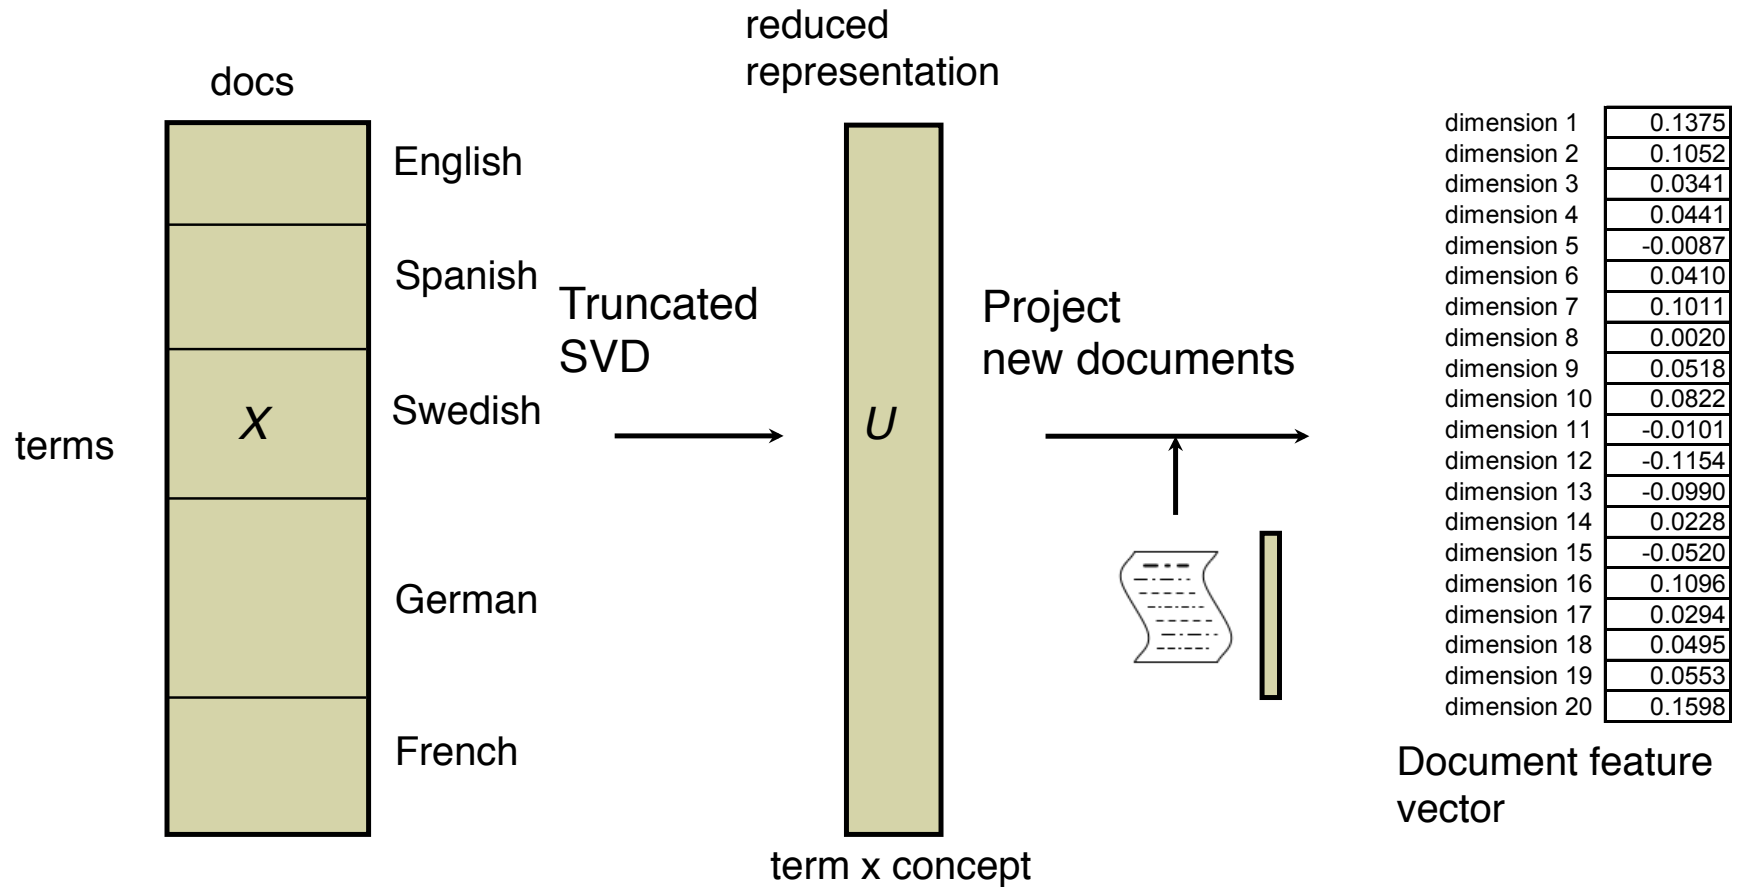 docs
terms
X
English
Spanish
Swedish
German
French
Truncated
SVD
reduced
representation
U
term x concept
Project
new documents
dimension 1 0.1375
dimension 2 0.1052
dimension 3 0.0341
dimension 4 0.0441
dimension 5 -0.0087
dimension 6 0.0410
dimension 7 0.1011
dimension 8 0.0020
dimension 9 0.0518
dimension 10 0.0822
dimension 11 -0.0101
dimension 12 -0.1154
dimension 13 -0.0990
dimension 14 0.0228
dimension 15 -0.0520
dimension 16 0.1096
dimension 17 0.0294
dimension 18 0.0495
dimension 19 0.0553
dimension 20 0.1598
Document feature
vector